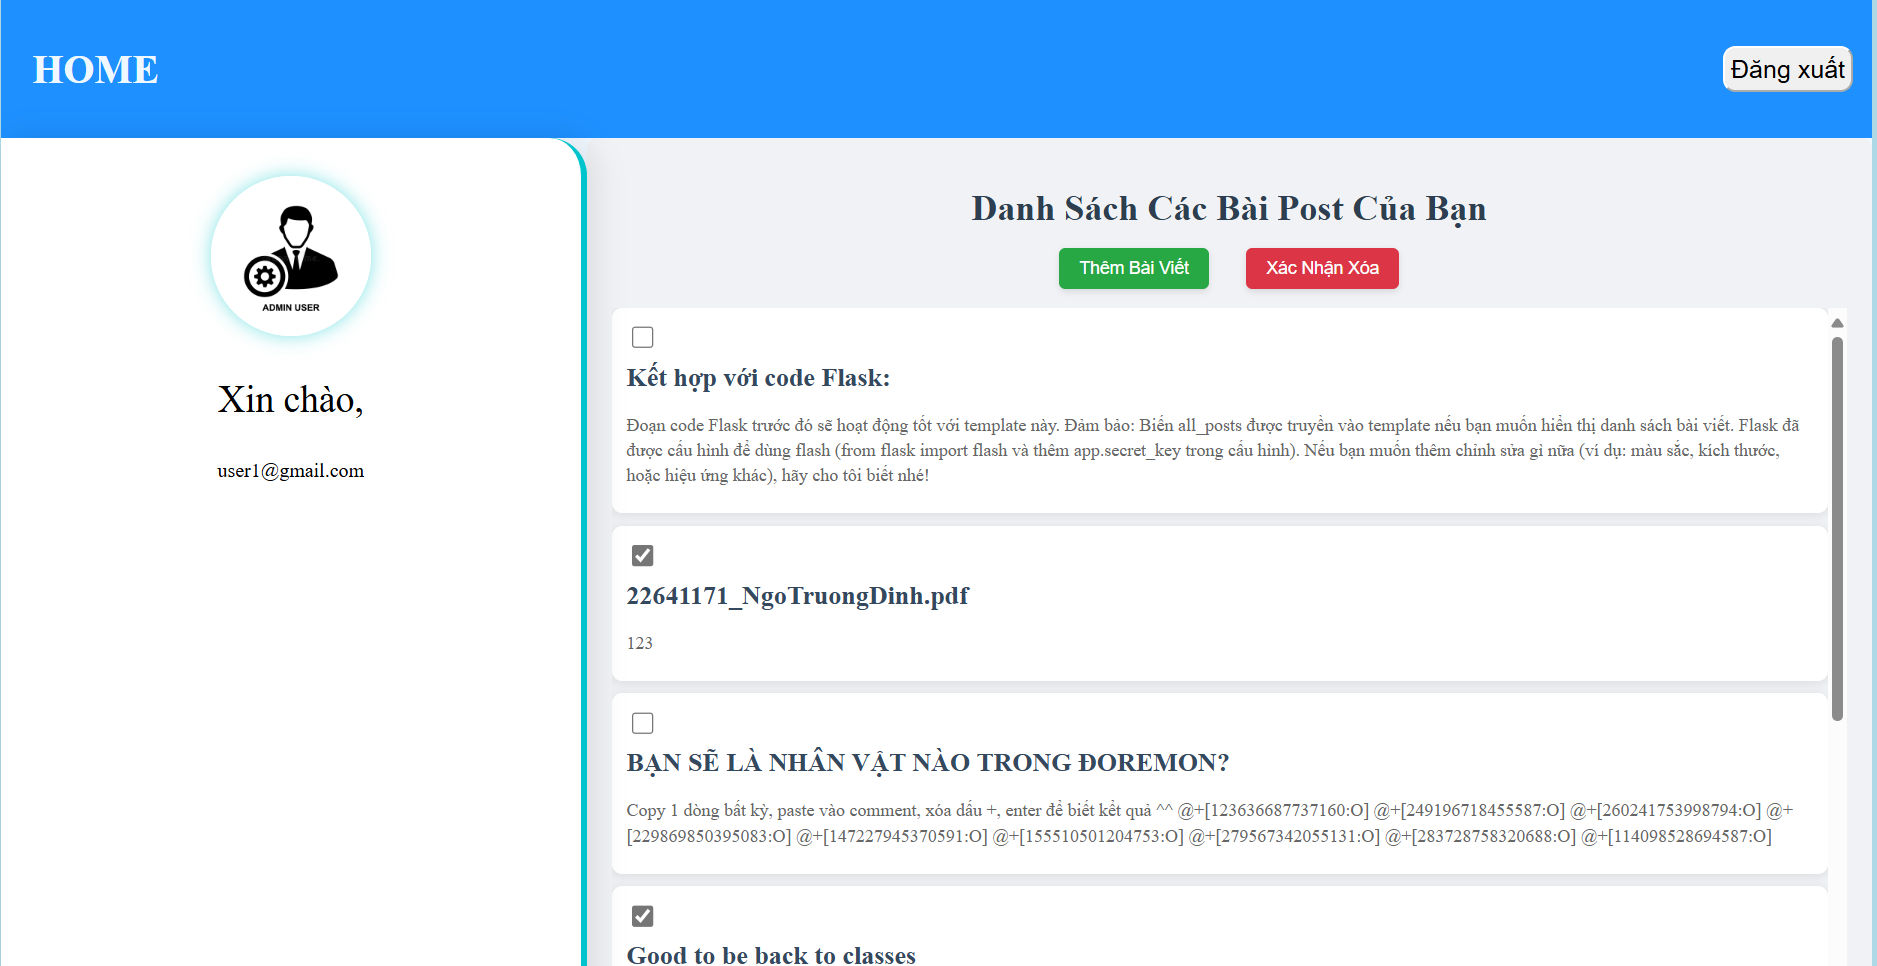 HOME
Đăng xuất
ADMIN USER
Xin chào,
user1@gmail.com
Danh Sách Các Bài Post Của Bạn
Thêm Bài Viết
Xác Nhận Xóa
Kết hợp với code Flask:
Đoạn code Flask trước đó sẽ hoạt động tốt với template này. Đảm bảo: Biến all_posts được truyền vào template nếu bạn muốn hiển thị danh sách bài viết. Flask đã
được cấu hình để dùng flash (from flask import flash và thêm app.secret_key trong cấu hình). Nếu bạn muốn thêm chỉnh sửa gì nữa (ví dụ: màu sắc, kích thước,
hoặc hiệu ứng khác), hãy cho tôi biết nhé!
22641171_NgoTruongDinh.pdf
123
BẠN SẼ LÀ NHÂN VẬT NÀO TRONG ĐOREMON?
Copy 1 dòng bất kỳ, paste vào comment, xóa dấu +, enter để biết kết quả ^^ @+[123636687737160:O] @+[249196718455587:O] @+[260241753998794:O] @+
[229869850395083:O] @+[147227945370591:O] @+[155510501204753:O] @+[279567342055131:O] @+[283728758320688:O] @+[114098528694587:O]
Good to be back to classes